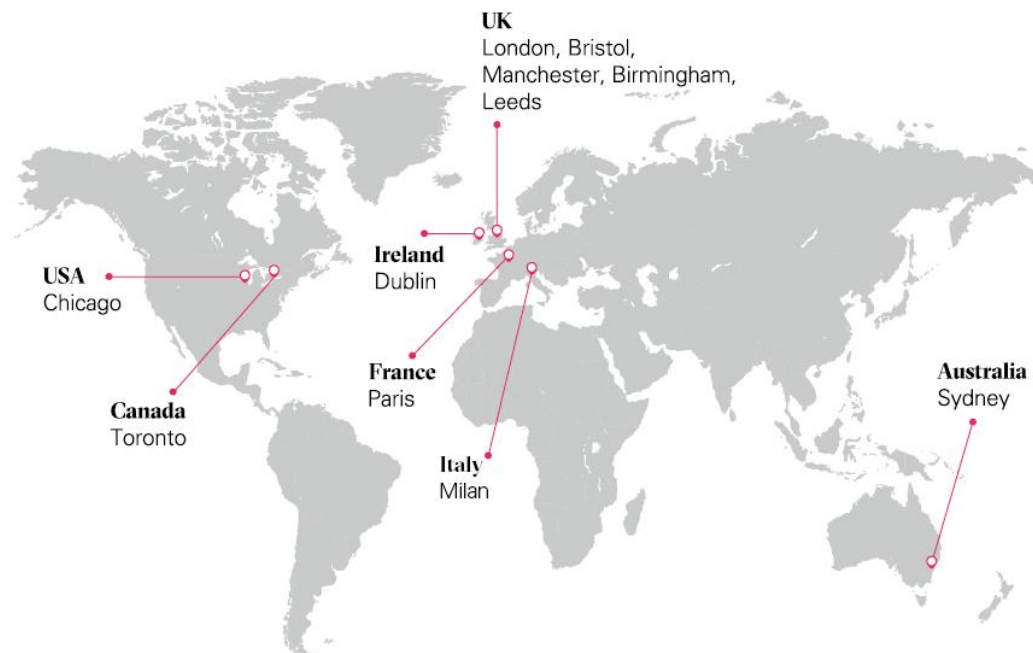 UK
London, Bristol,
Manchester, Birmingham,
Leeds
Ireland
Dublin
USA
Chicago
France
Paris
Australia
Sydney
Canada
Toronto
Italy
Milan